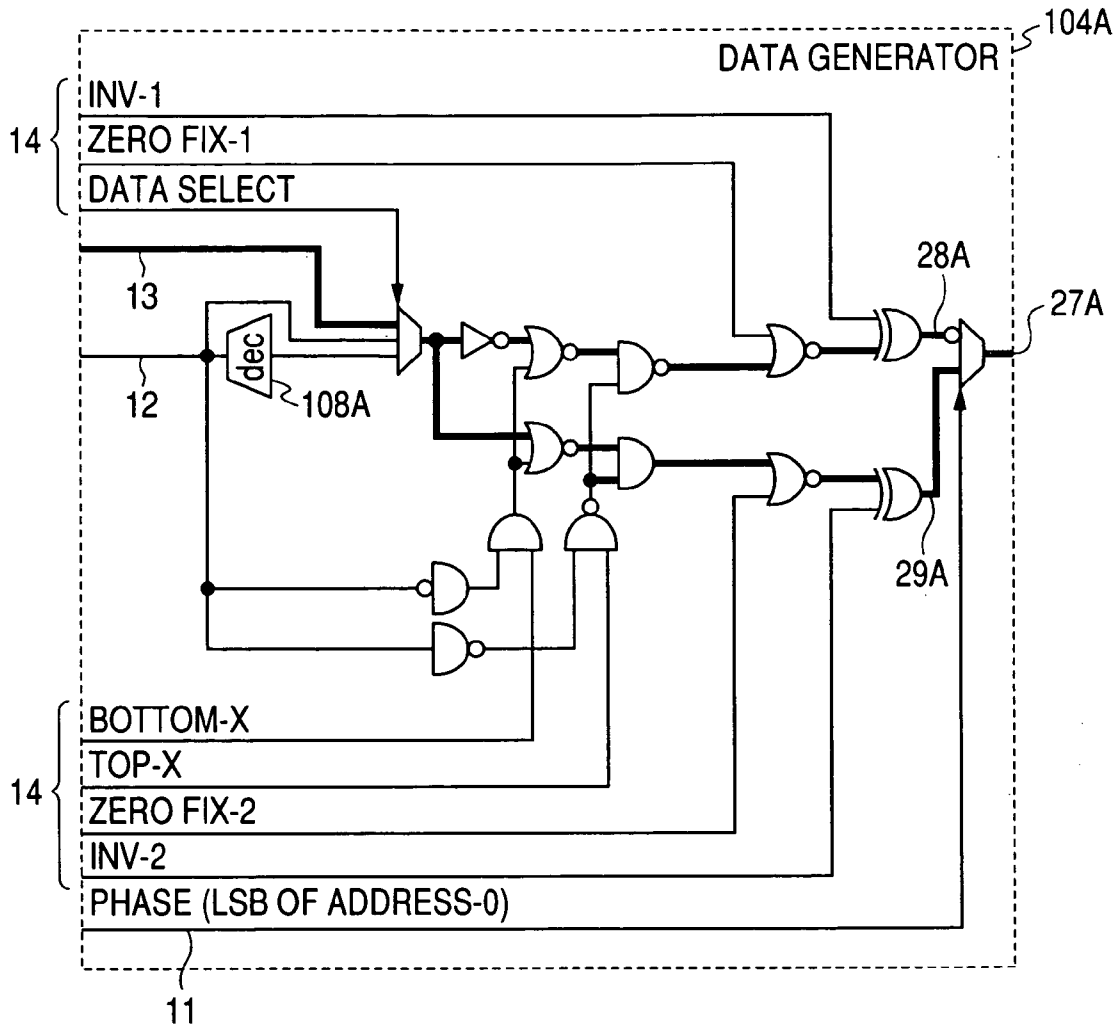 104A
DATA GENERATOR
14
INV-1
ZERO FIX-1
DATA SELECT
13
28A
27A
dec
12
108A
29A
14
BOTTOM-X
TOP-X
ZERO FIX-2
INV-2
PHASE (LSB OF ADDRESS-0)
11